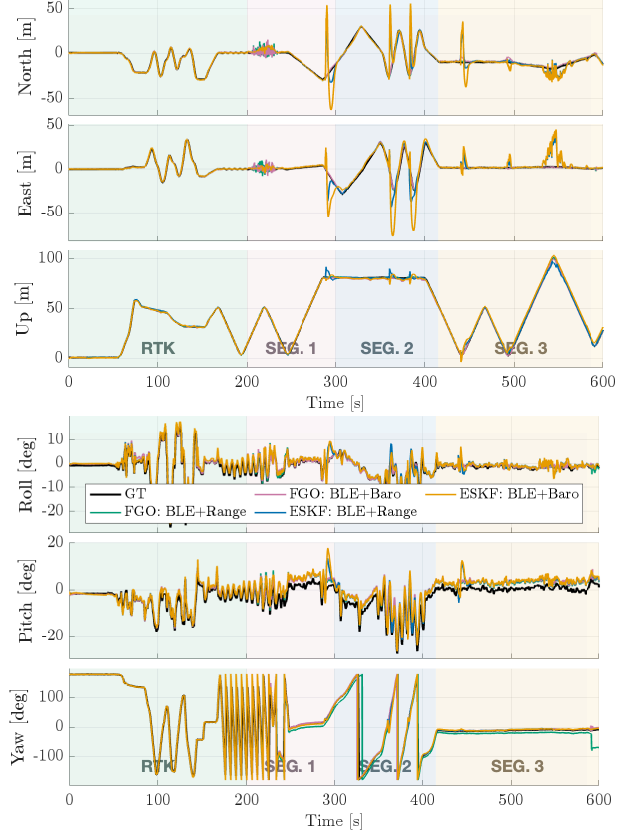 50
0
-50
North [m]
50
0
-50
East [m]
100
50
0
Up [m]
RTK SEG. 1 SEG. 2 SEG. 3
0 100 200 300 400 500 600
Time [s]
10
0
-10
-20
Roll [deg]
GT FGO: BLE+Baro ESKF: BLE+Baro
FGO: BLE+Range ESKF: BLE+Range
20
0
-20
Pitch [deg]
100
0
-100
Yaw [deg]
RTK SEG. 1 SEG. 2 SEG. 3
0 100 200 300 400 500 600
Time [s]